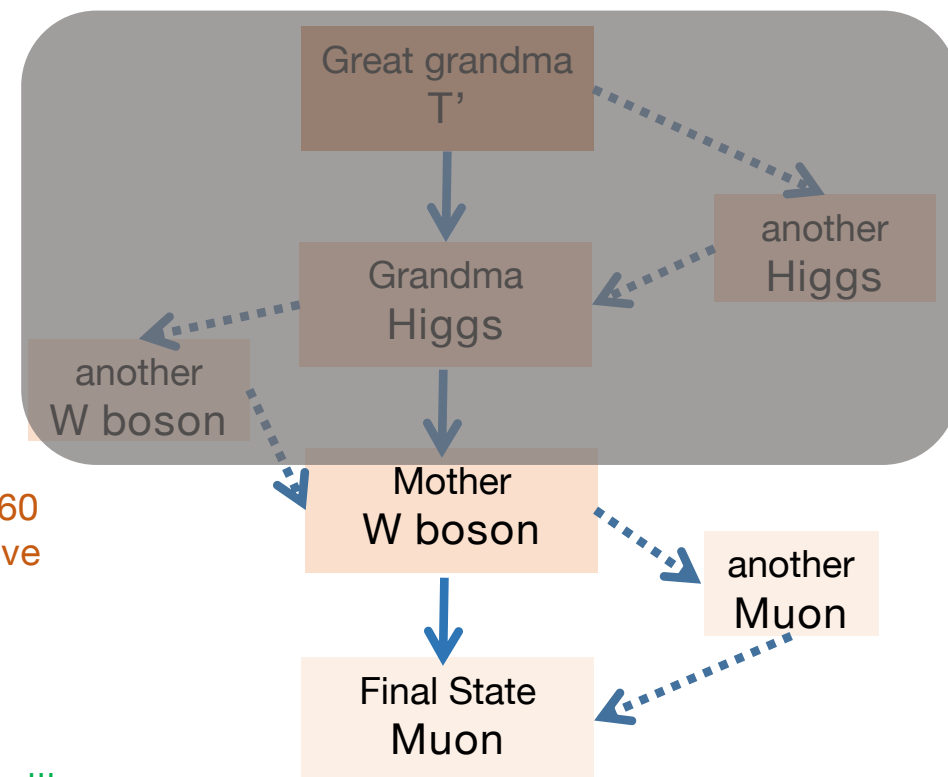 Great grandma
T’
another
Higgs
Grandma
Higgs
another
W boson
Mother
W boson
60
ve
another
Muon
Final State
Muon
...